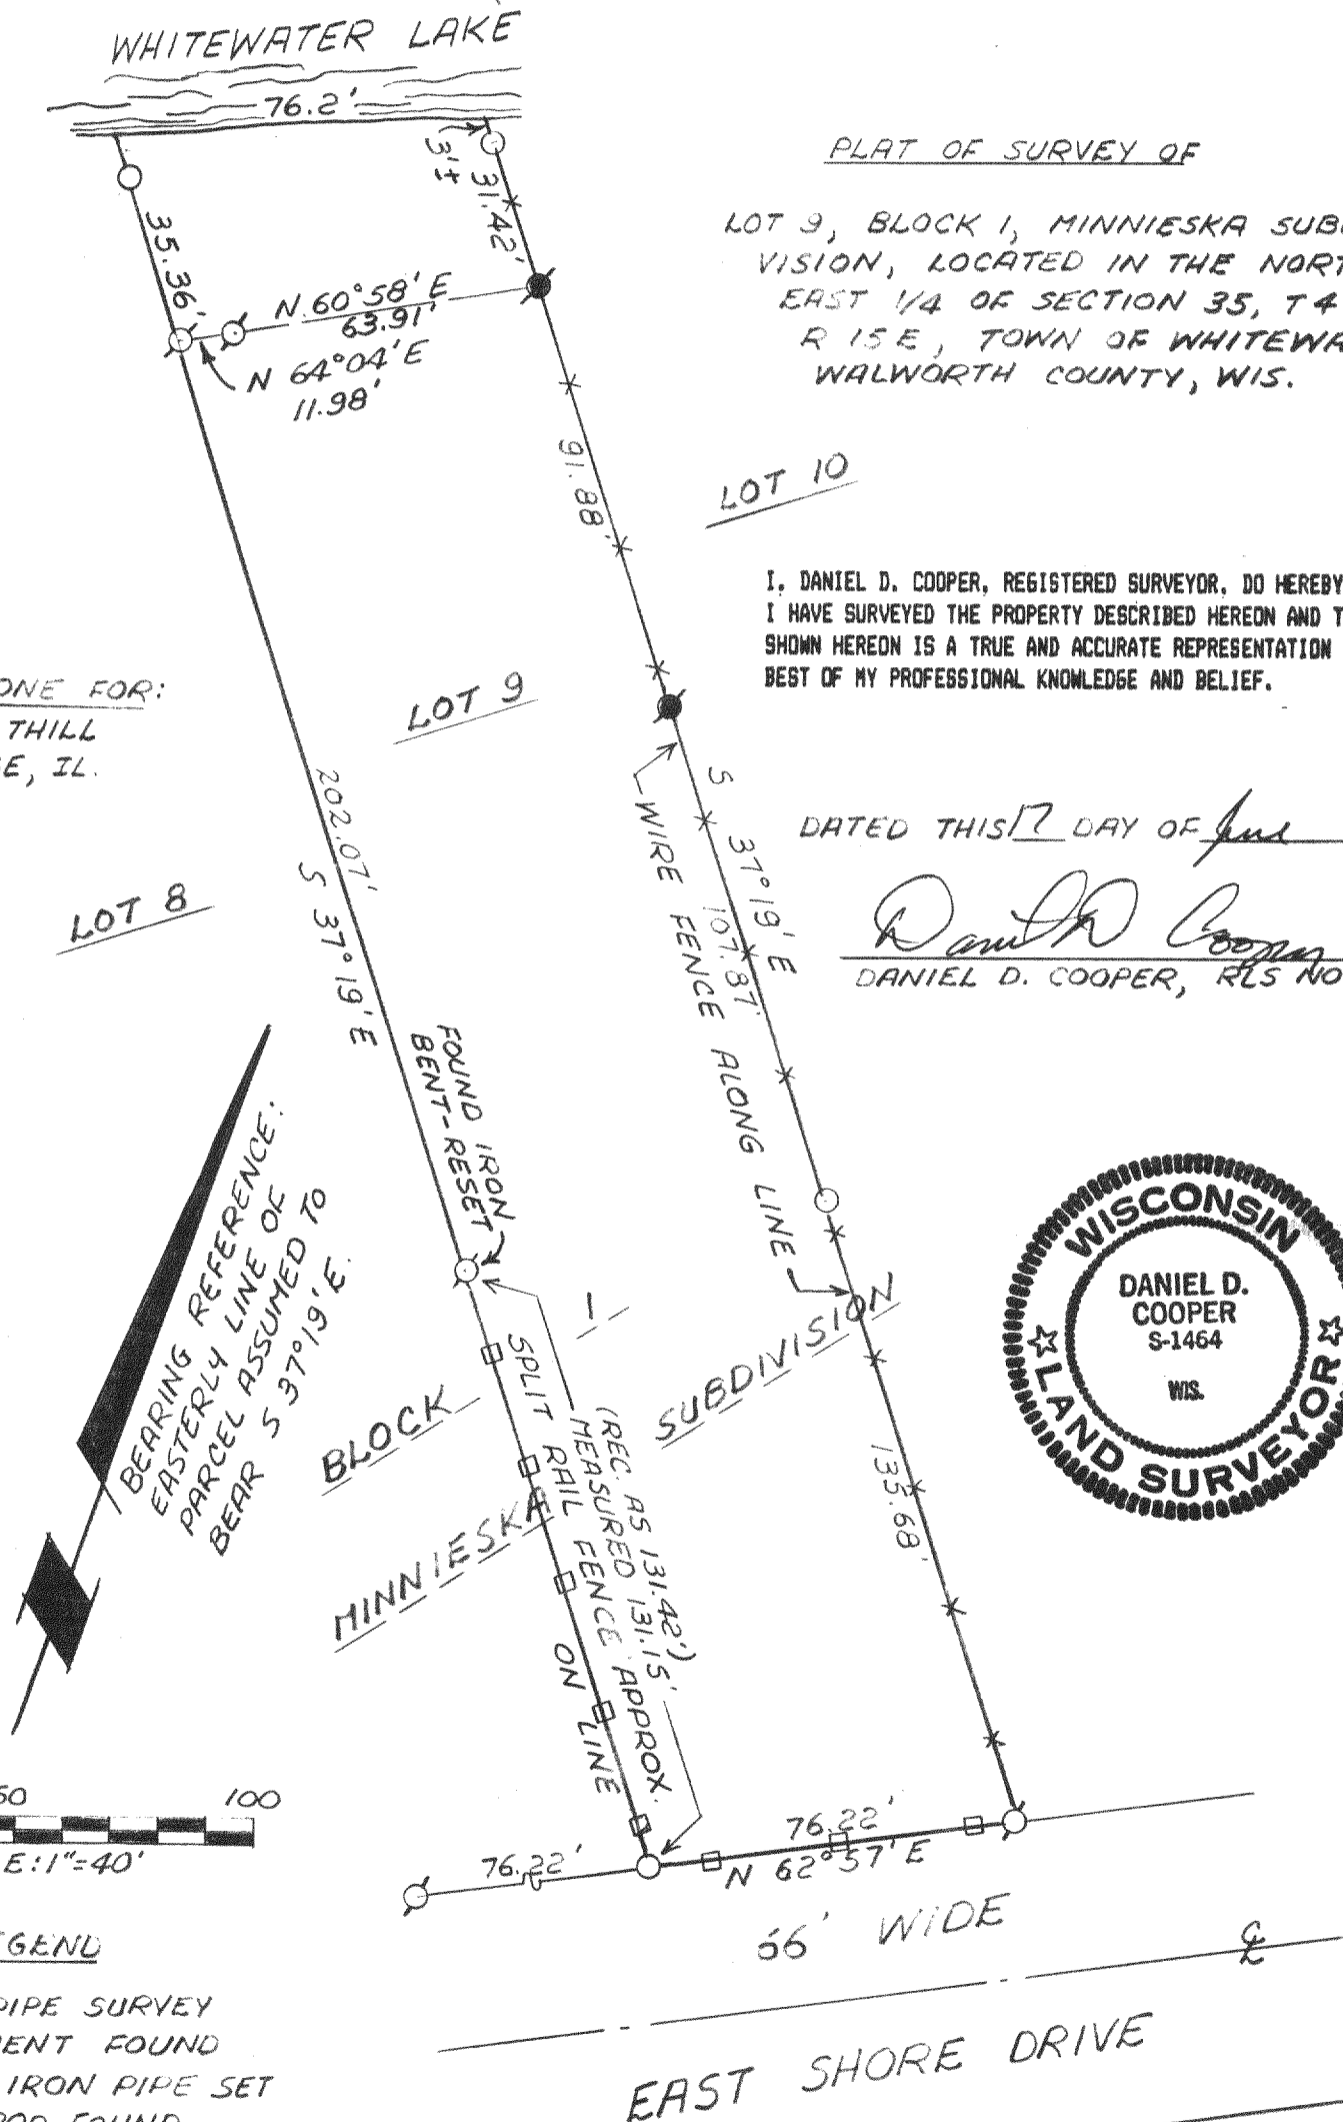 WHITEWATER LAKE
76.2'
3'±
31.42'
35.36'
N 60°58' E
63.91'
N 64°04' E
11.98'
PLAT OF SURVEY OF
LOT 9, BLOCK 1, MINNIESKA SUB
VISION, LOCATED IN THE NORT
EAST 1/4 OF SECTION 35, T 4
R 15 E, TOWN OF WHITEWA
WALWORTH COUNTY, WIS.
91.88'
LOT 10
I, DANIEL D. COOPER, REGISTERED SURVEYOR, DO HEREBY
I HAVE SURVEYED THE PROPERTY DESCRIBED HEREON AND T
SHOWN HEREON IS A TRUE AND ACCURATE REPRESENTATION
BEST OF MY PROFESSIONAL KNOWLEDGE AND BELIEF.
ONE FOR:
THILL
E, IL.
LOT 9
202.07'
S 37°19' E
S 37°19' E
107.87'
WIRE FENCE ALONG LINE
DATED THIS 17 DAY OF June
Daniel D Cooper
DANIEL D. COOPER, RLS NO
LOT 8
FOUND IRON
BENT-RESET
BEARING REFERENCE:
EASTERLY LINE OF
PARCEL ASSUMED TO
BEAR S 37°19' E.
WISCONSIN
DANIEL D.
COOPER
S-1464
WIS.
LAND SURVEYOR
BLOCK 1
MINNIESKA SUBDIVISION
SPLIT RAIL FENCE APPROX.
ON LINE
(REC. AS 131.42')
MEASURED 131.15'
135.68'
50 100
E: 1"=40'
76.22'
76.22'
N 62°57' E
66' WIDE
℄
EAST SHORE DRIVE
GEND
PIPE SURVEY
ENT FOUND
IRON PIPE SET
ROD FOUND